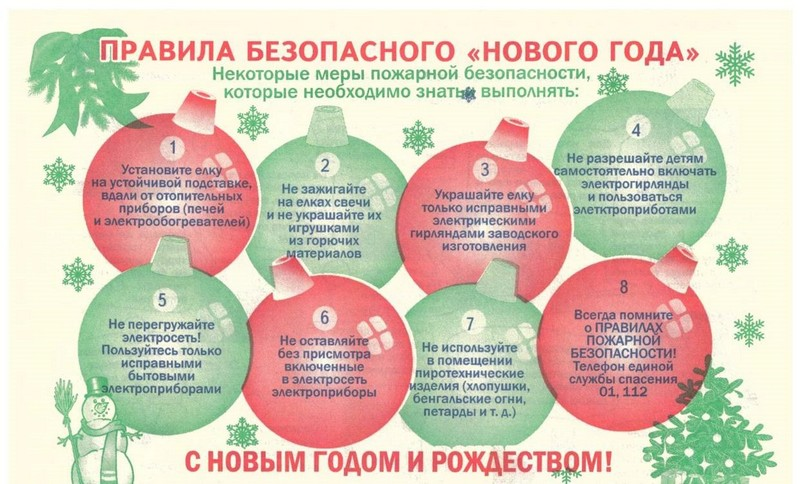 ПРАВИЛА БЕЗОПАСНОГО «НОВОГО ГОДА»
Некоторые меры пожарной безопасности,
которые необходимо знать и выполнять:
1
Установите елку
на устойчивой подставке,
вдали от отопительных
приборов (печей
и электрообогревателей)
2
Не зажигайте
на елках свечи
и не украшайте их
игрушками
из горючих
материалов
3
Украшайте елку
только исправными
электрическими
гирляндами заводского
изготовления
4
Не разрешайте детям
самостоятельно включать
электрогирлянды
и пользоваться
электроприботами
5
Не перегружайте
электросеть!
Пользуйтесь только
исправными
бытовыми
электроприборами
6
Не оставляйте
без присмотра
включенные
в электросеть
электроприборы
7
Не используйте
в помещении
пиротехнические
изделия (хлопушки,
бенгальские огни,
петарды и т. д.)
8
Всегда помните
о ПРАВИЛАХ
ПОЖАРНОЙ
БЕЗОПАСНОСТИ!
Телефон единой
службы спасения
01, 112
С НОВЫМ ГОДОМ И РОЖДЕСТВОМ!